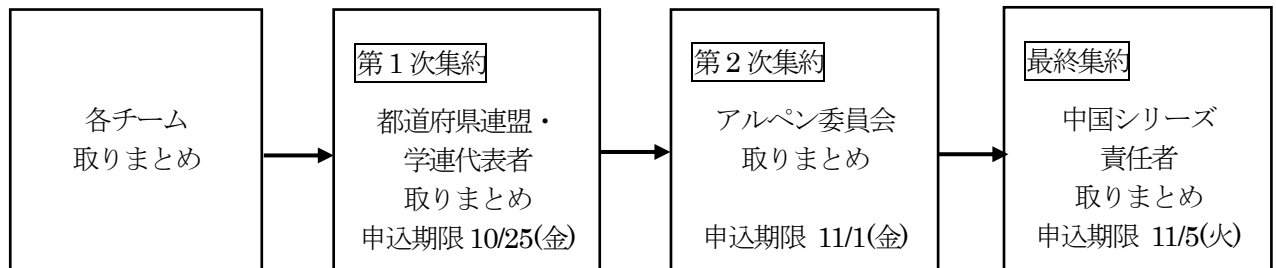 各チーム
取りまとめ
第1次集約
都道府県連盟・
学連代表者
取りまとめ
申込期限 10/25(金)
第2次集約
アルペン委員会
取りまとめ
申込期限 11/1(金)
最終集約
中国シリーズ
責任者
取りまとめ
申込期限 11/5(火)